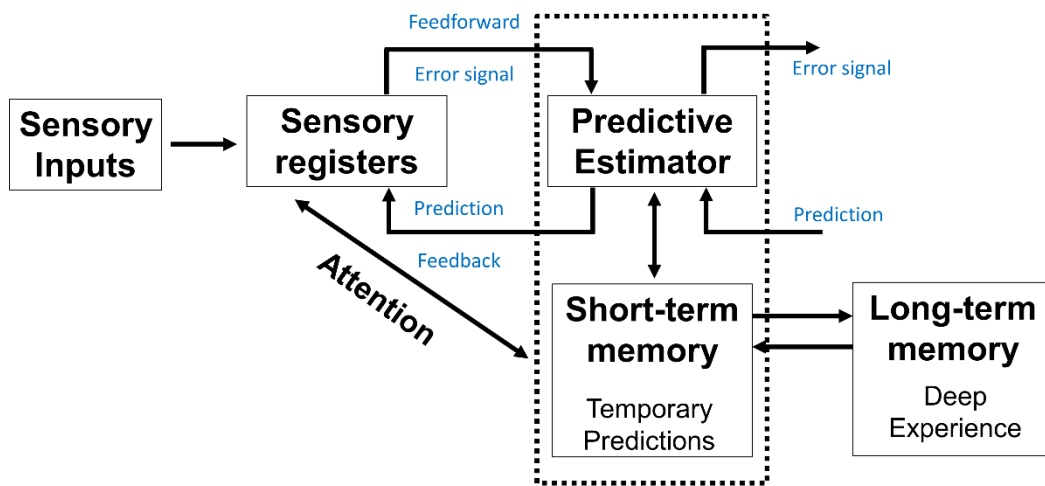 Feedforward
Error signal
Error signal
Sensory
Inputs
Sensory
registers
Predictive
Estimator
Prediction
Feedback
Prediction
Attention
Short-term
memory
Temporary
Predictions
Long-term
memory
Deep
Experience